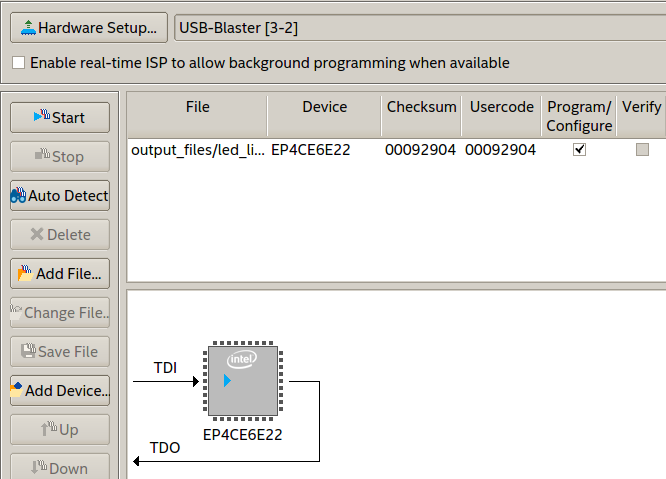 Hardware Setup...
USB-Blaster [3-2]
Enable real-time ISP to allow background programming when available
Start
Stop
Auto Detect
Delete
Add File...
Change File..
Save File
Add Device...
Up
Down
File Device Checksum Usercode Program/ Verify
Configure
output_files/led_li... EP4CE6E22 00092904 00092904
intel
TDI
EP4CE6E22
TDO